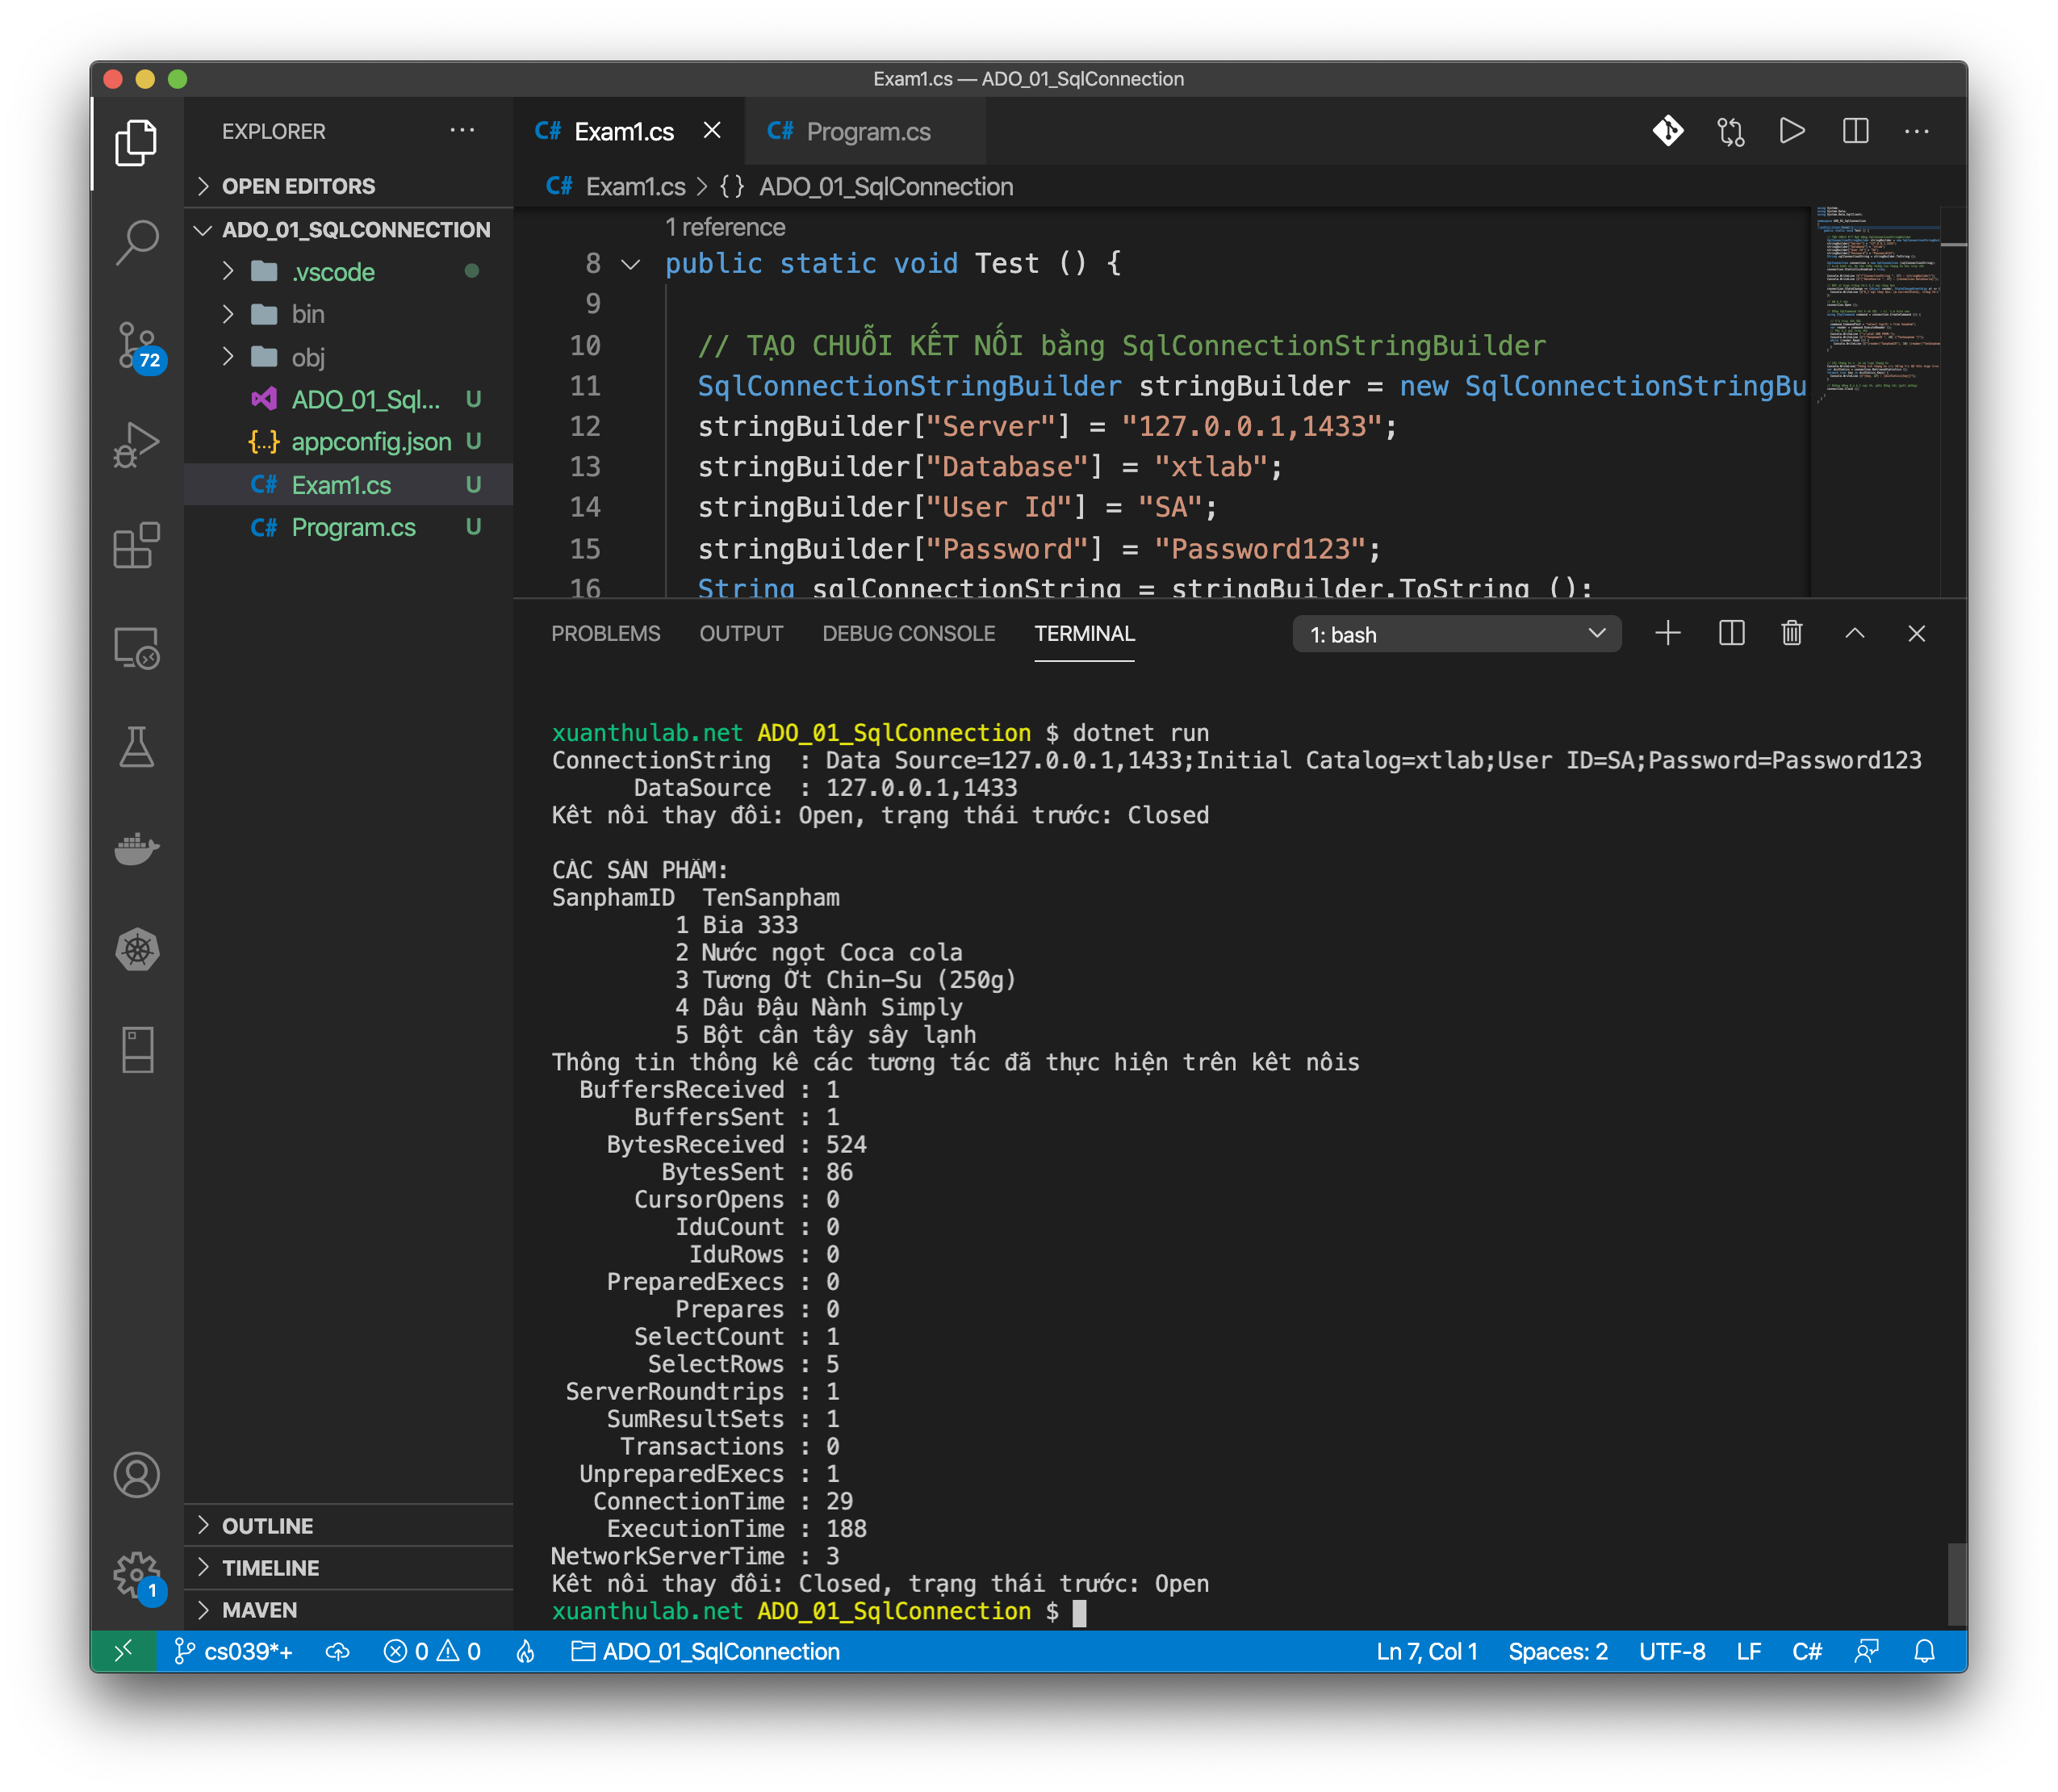 Exam1.cs — ADO_01_SqlConnection
EXPLORER
OPEN EDITORS
ADO_01_SQLCONNECTION
.vscode
bin
obj
ADO_01_Sql... U
{..} appconfig.json U
C# Exam1.cs U
C# Program.cs U
72
OUTLINE
TIMELINE
MAVEN
1
C# Exam1.cs
C# Program.cs
C# Exam1.cs > {} ADO_01_SqlConnection
1 reference
8 public static void Test () {
9
10 // TẠO CHUỖI KẾT NỐI bằng SqlConnectionStringBuilder
11 SqlConnectionStringBuilder stringBuilder = new SqlConnectionStringBu
12 stringBuilder["Server"] = "127.0.0.1,1433";
13 stringBuilder["Database"] = "xtlab";
14 stringBuilder["User Id"] = "SA";
15 stringBuilder["Password"] = "Password123";
16 String sqlConnectionString = stringBuilder.ToString ();
PROBLEMS OUTPUT DEBUG CONSOLE TERMINAL 1: bash
xuanthulab.net ADO_01_SqlConnection $ dotnet run
ConnectionString : Data Source=127.0.0.1,1433;Initial Catalog=xtlab;User ID=SA;Password=Password123
DataSource : 127.0.0.1,1433
Kết nối thay đổi: Open, trạng thái trước: Closed
CÁC SẢN PHẨM:
SanphamID TenSanpham
1 Bia 333
2 Nước ngọt Coca cola
3 Tương Ớt Chin-Su (250g)
4 Dâu Đậu Nành Simply
5 Bột cân tây sây lạnh
Thông tin thông kê các tương tác đã thực hiện trên kêt nôis
BuffersReceived : 1
BuffersSent : 1
BytesReceived : 524
BytesSent : 86
CursorOpens : 0
IduCount : 0
IduRows : 0
PreparedExecs : 0
Prepares : 0
SelectCount : 1
SelectRows : 5
ServerRoundtrips : 1
SumResultSets : 1
Transactions : 0
UnpreparedExecs : 1
ConnectionTime : 29
ExecutionTime : 188
NetworkServerTime : 3
Kêt nôi thay đôi: Closed, trạng thái trước: Open
xuanthulab.net ADO_01_SqlConnection $
cs039*+ 0 0 ADO_01_SqlConnection Ln 7, Col 1 Spaces: 2 UTF-8 LF C#